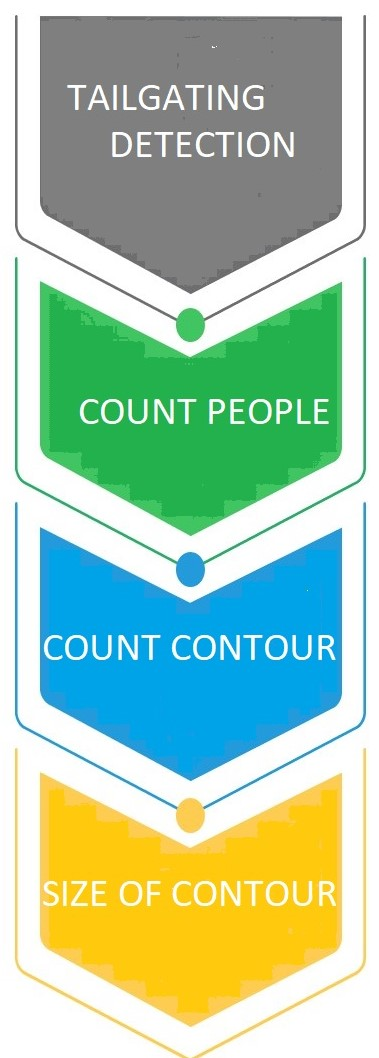 TAILGATING
DETECTION
COUNT PEOPLE
COUNT CONTOUR
SIZE OF CONTOUR